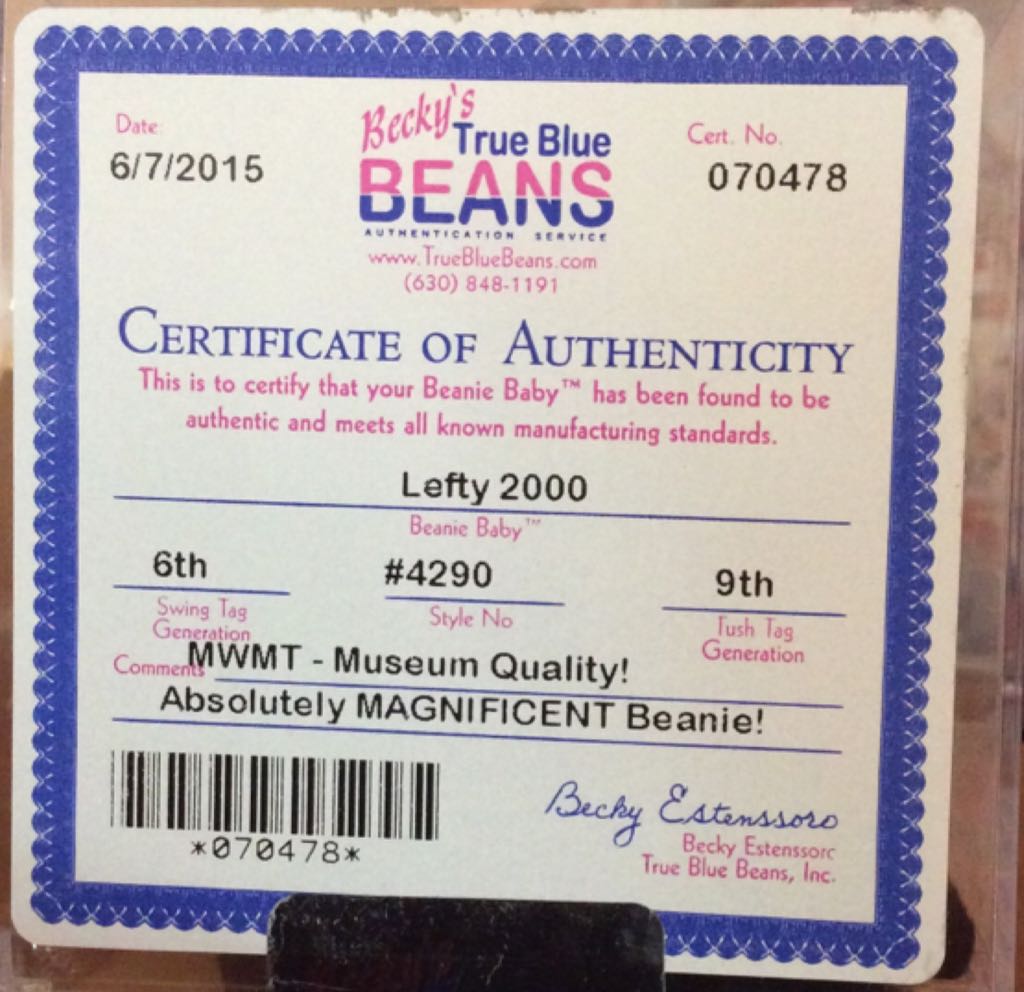 Date:
6/7/2015
Becky's
True Blue
BEANS
AUTHENTICATION SERVICE
www.TrueBlueBeans.com
(630) 848-1191
Cert. No.
070478
CERTIFICATE OF AUTHENTICITY
This is to certify that your Beanie Baby™ has been found to be
authentic and meets all known manufacturing standards.
Lefty 2000
Beanie Baby™
6th
Swing Tag
Generation
#4290
Style No
9th
Tush Tag
Generation
Comments MWMT - Museum Quality!
Absolutely MAGNIFICENT Beanie!
*070478*
Becky Estenssoro
Becky Estenssoro
True Blue Beans, Inc.